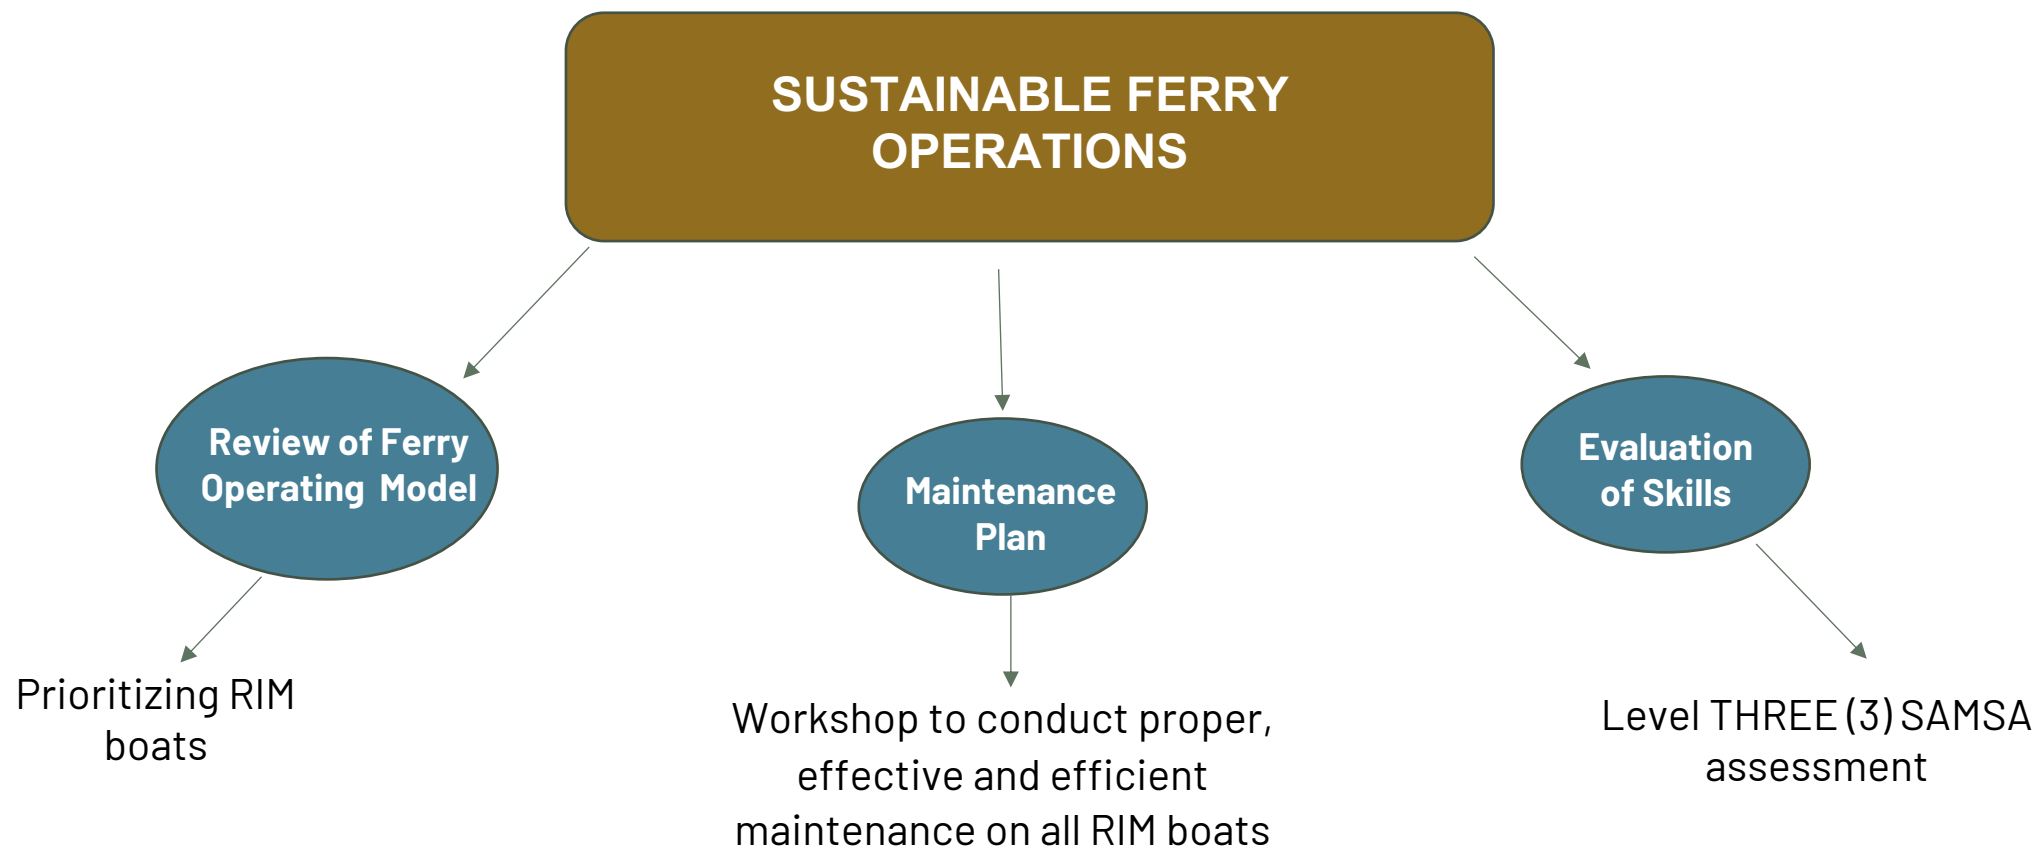 SUSTAINABLE FERRY
OPERATIONS
Review of Ferry
Operating Model
Maintenance
Plan
Evaluation
of Skills
Prioritizing RIM
boats
Workshop to conduct proper,
effective and efficient
maintenance on all RIM boats
Level THREE (3) SAMSA
assessment